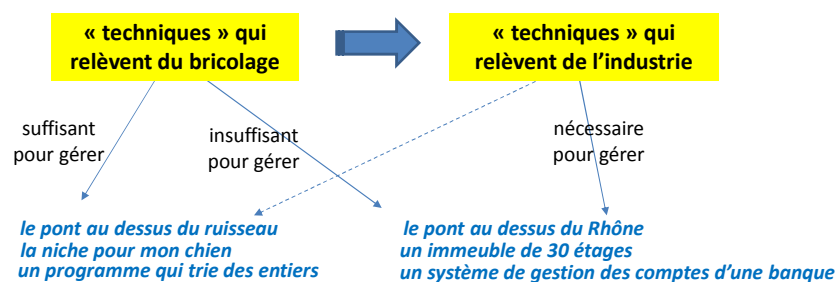 « techniques » qui
relèvent du bricolage
« techniques » qui
relèvent de l’industrie
suffisant
pour gérer
insuffisant
pour gérer
nécessaire
pour gérer
le pont au dessus du ruisseau
la niche pour mon chien
un programme qui trie des entiers
le pont au dessus du Rhône
un immeuble de 30 étages
un système de gestion des comptes d’une banque